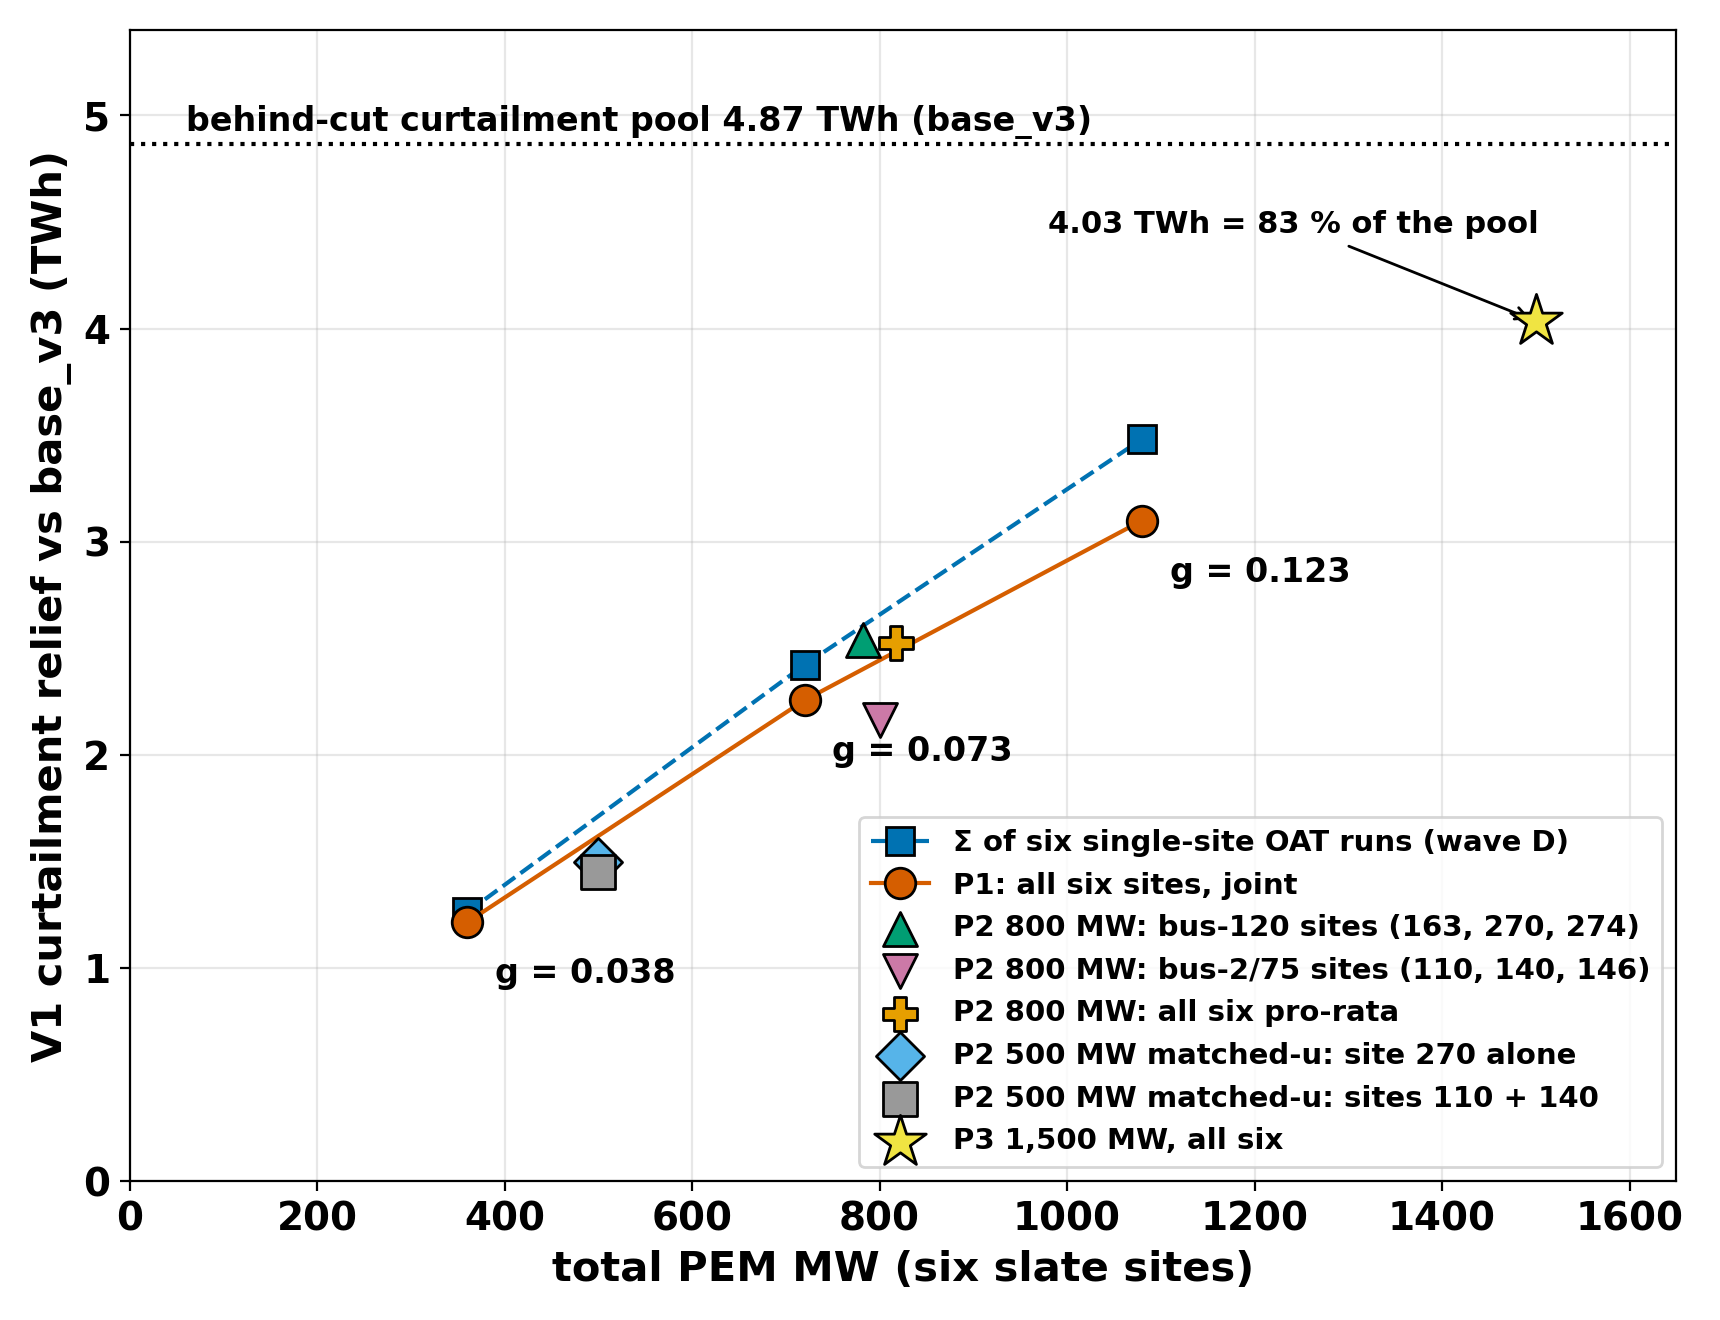 behind-cut curtailment pool 4.87 TWh (base_v3)
4.03 TWh = 83 % of the pool
g = 0.123
g = 0.073
g = 0.038
Σ of six single-site OAT runs (wave D)
P1: all six sites, joint
P2 800 MW: bus-120 sites (163, 270, 274)
P2 800 MW: bus-2/75 sites (110, 140, 146)
P2 800 MW: all six pro-rata
P2 500 MW matched-u: site 270 alone
P2 500 MW matched-u: sites 110 + 140
P3 1,500 MW, all six
V1 curtailment relief vs base_v3 (TWh)
5
4
3
2
1
0
0 200 400 600 800 1000 1200 1400 1600
total PEM MW (six slate sites)